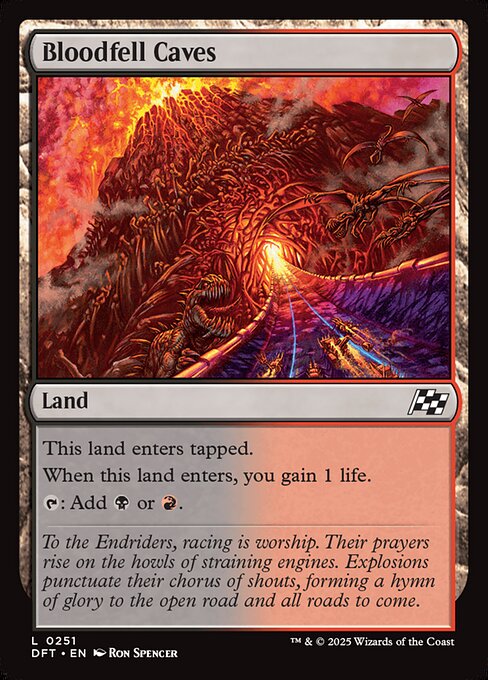 Bloodfell Caves
Land
This land enters tapped.
When this land enters, you gain 1 life.
: Add or .
To the Endriders, racing is worship. Their prayers
rise on the howls of straining engines. Explosions
punctuate their chorus of shouts, forming a hymn
of glory to the open road and all roads to come.
L 0251
DFT • EN Ron Spencer
™ & © 2025 Wizards of the Coast